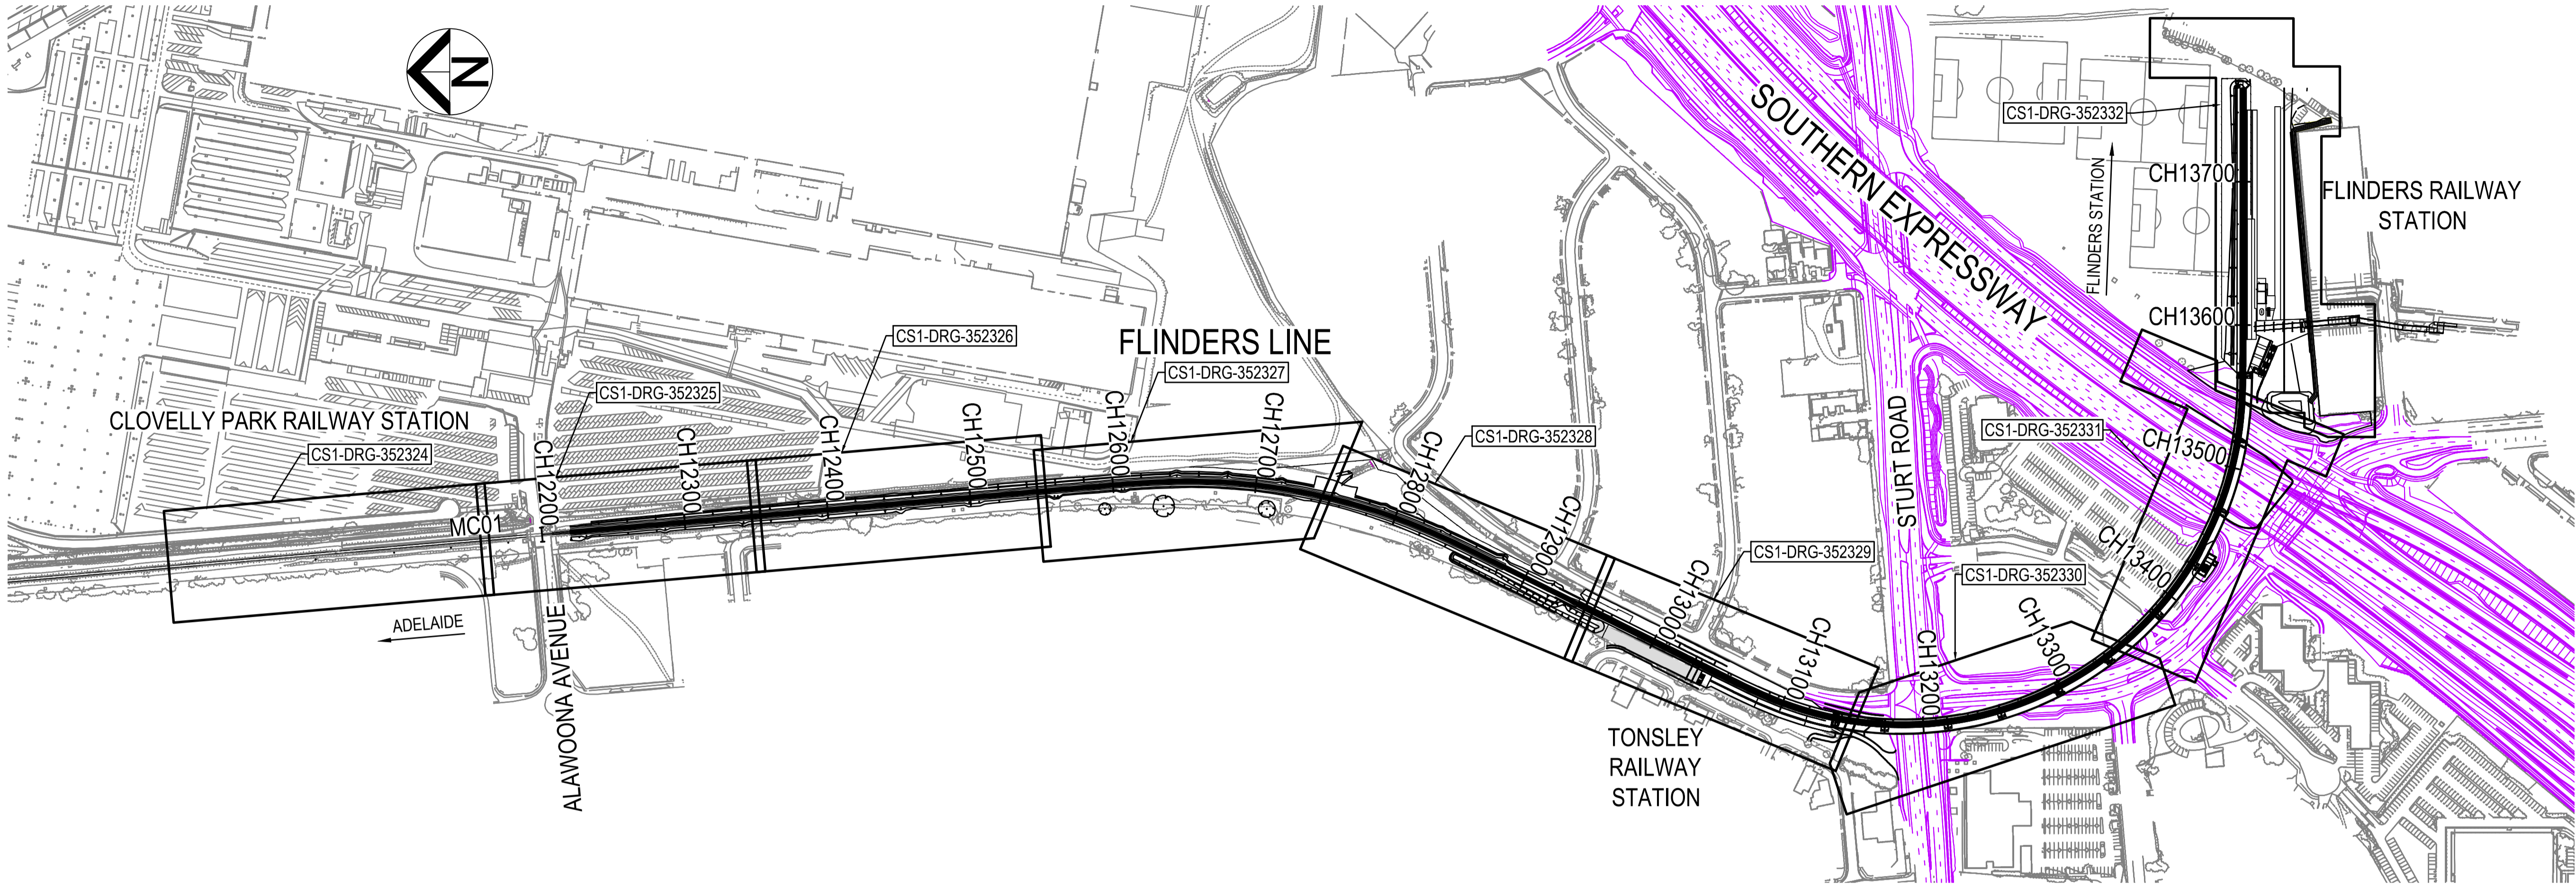 N
CLOVELLY PARK RAILWAY STATION
CS1-DRG-352324
MC01
ADELAIDE
ALAWOONA AVENUE
CH12200
CS1-DRG-352325
CH12300
CH12400
CS1-DRG-352326
CH12500
FLINDERS LINE
CS1-DRG-352327
CH12600
CH12700
CH12800
CS1-DRG-352328
CH12900
CH13000
CS1-DRG-352329
CH13100
TONSLEY
RAILWAY
STATION
STURT ROAD
CH13200
CS1-DRG-352330
CH13300
CH13400
CS1-DRG-352331
CH13500
SOUTHERN EXPRESSWAY
CH13600
CH13700
CS1-DRG-352332
FLINDERS STATION
FLINDERS RAILWAY
STATION